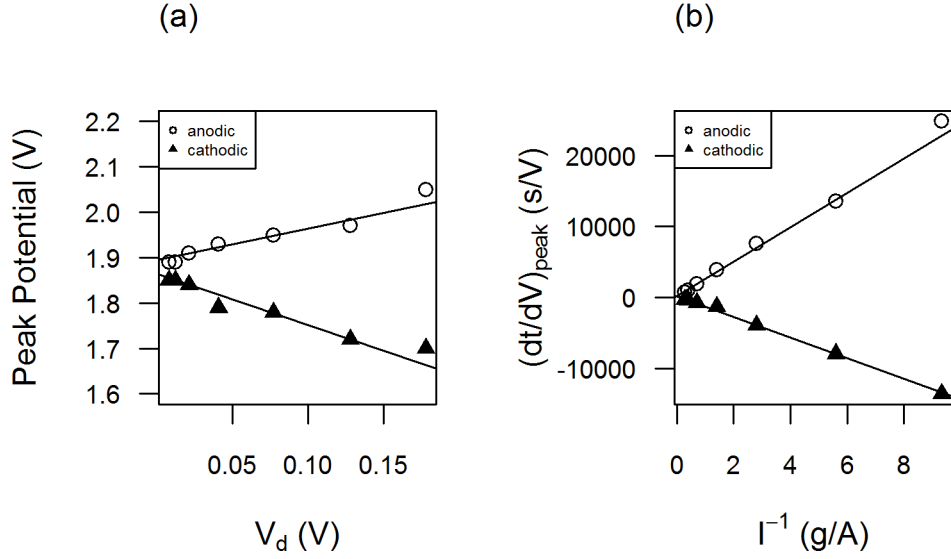 (a)
Peak Potential (V)
2.2
2.1
2.0
1.9
1.8
1.7
1.6
anodic
cathodic
0.05
0.10
0.15
V_d (V)
(b)
(dt/dV)_peak (s/V)
20000
10000
0
-10000
anodic
cathodic
0
2
4
6
8
I⁻¹ (g/A)